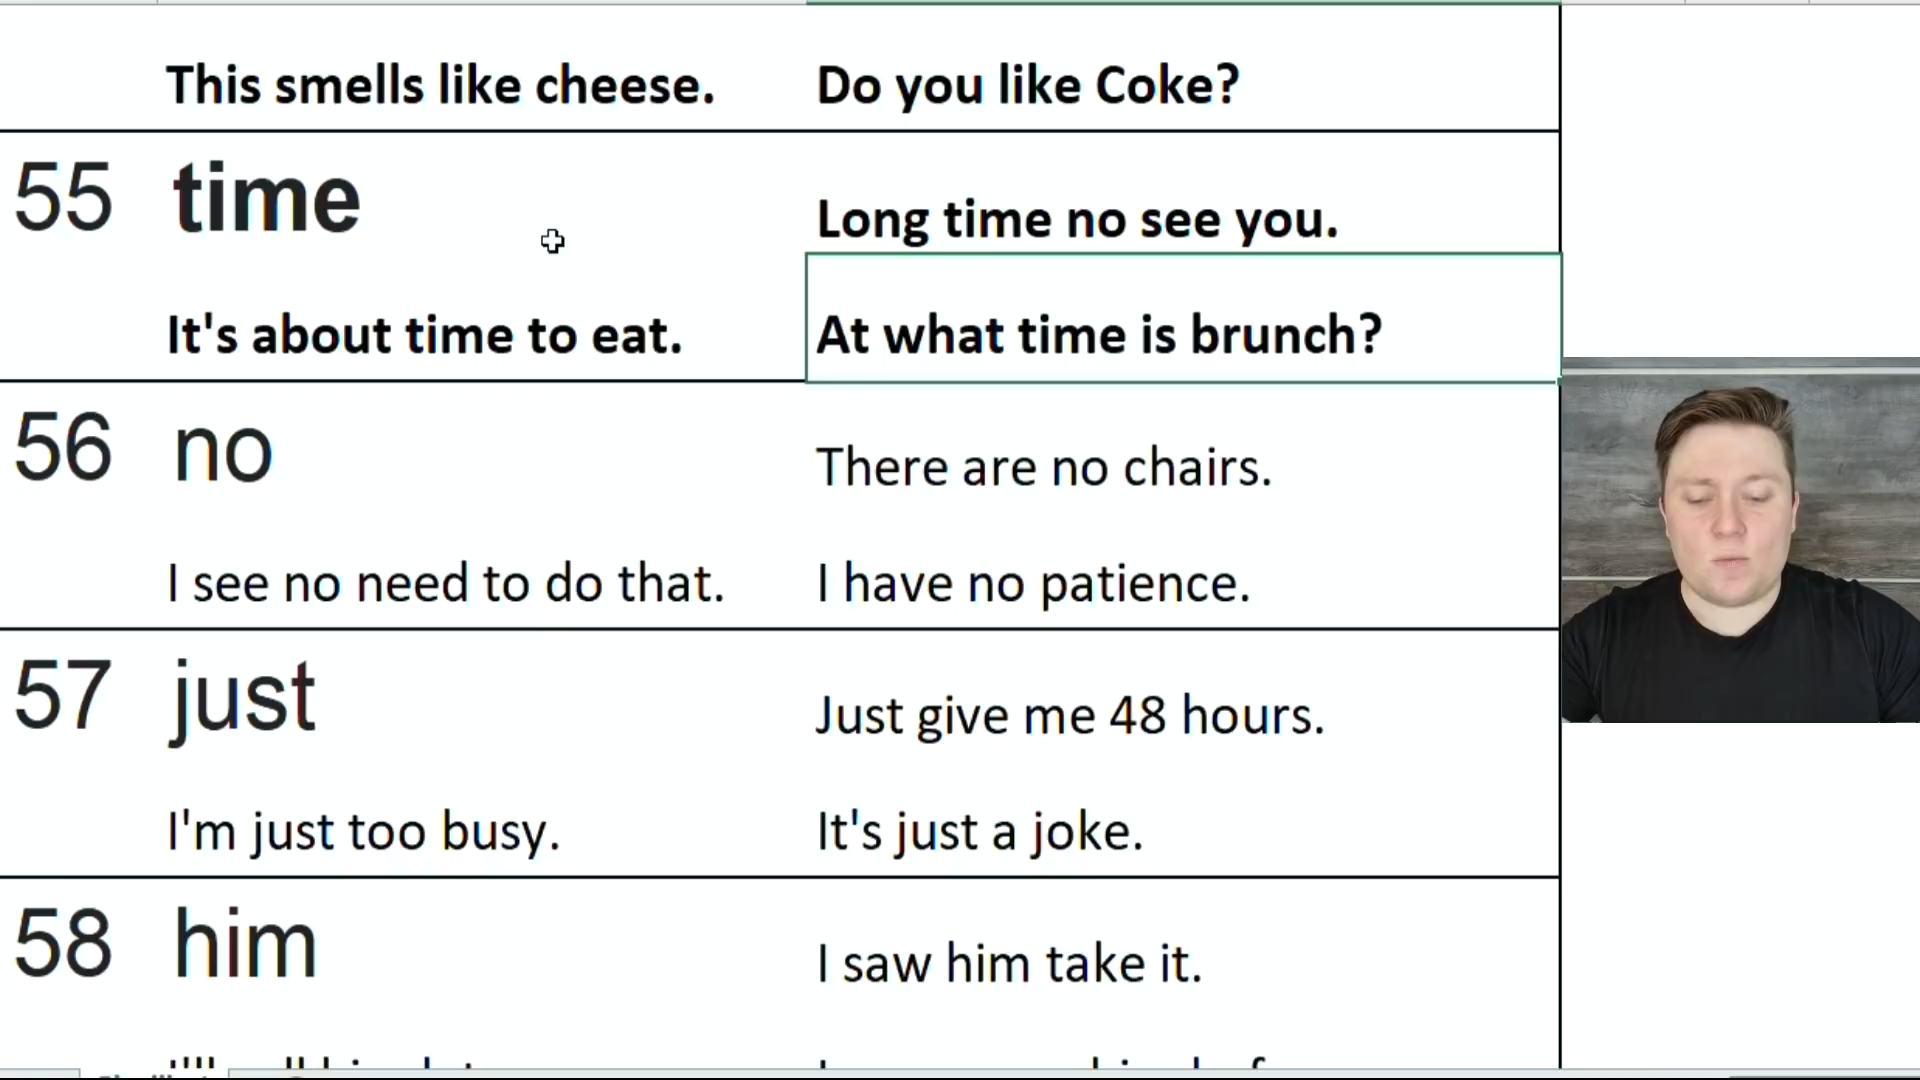 This smells like cheese. Do you like Coke?
55 time Long time no see you.
It's about time to eat. At what time is brunch?
56 no There are no chairs.
I see no need to do that. I have no patience.
57 just Just give me 48 hours.
I'm just too busy. It's just a joke.
58 him I saw him take it.